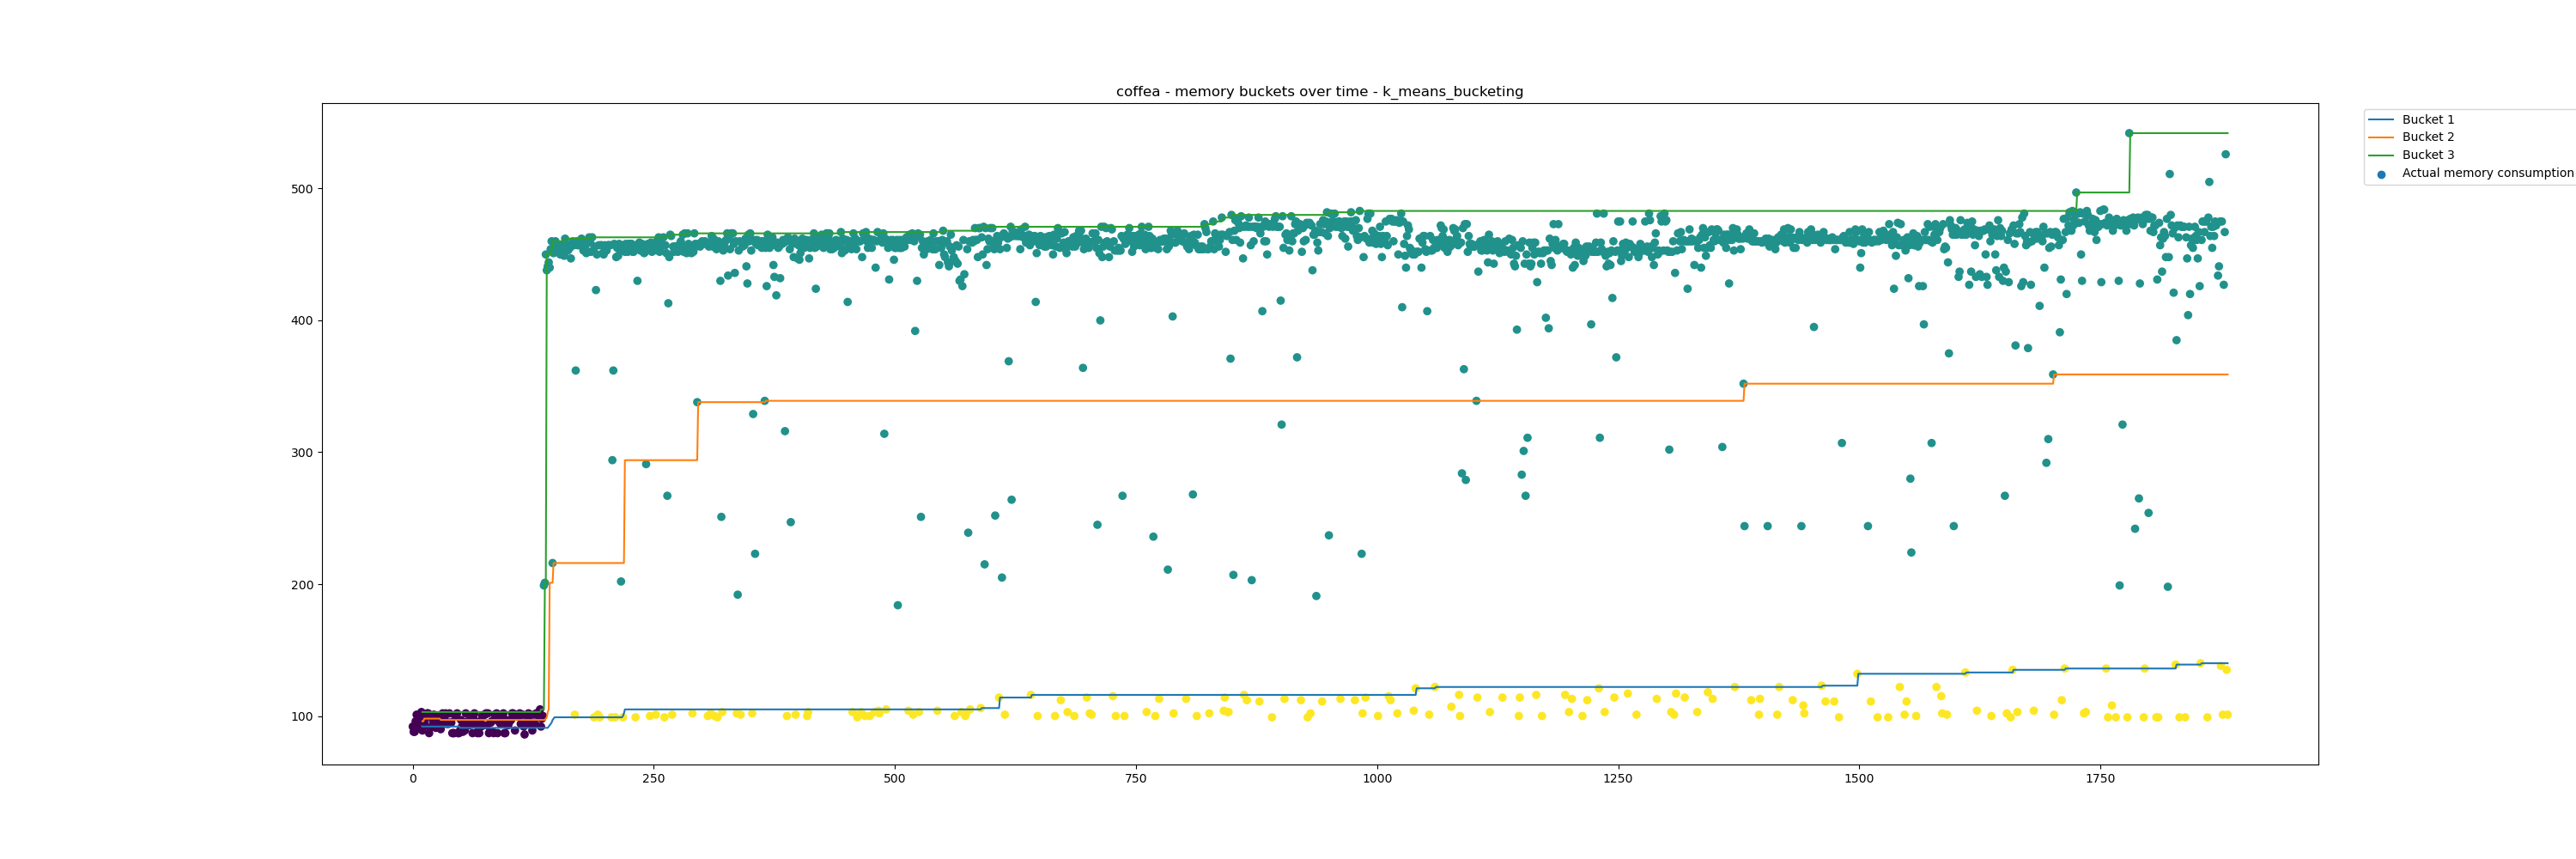 coffea - memory buckets over time - k_means_bucketing
Bucket 1
Bucket 2
Bucket 3
Actual memory consumption
500
400
300
200
100
0 250 500 750 1000 1250 1500 1750